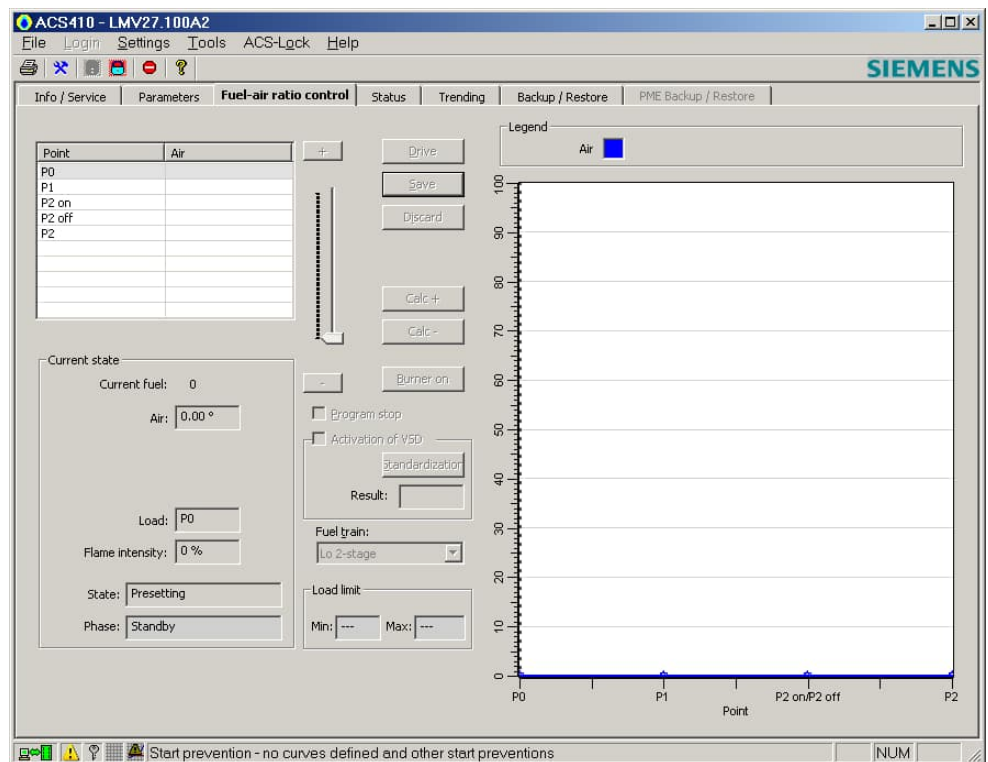 ACS410 - LMV27.100A2
File Login Settings Tools ACS-Lock Help
SIEMENS
Info / Service Parameters Fuel-air ratio control Status Trending Backup / Restore PME Backup / Restore
Legend
Air
Point Air
P0
P1
P2 on
P2 off
P2
+
Drive
Save
Discard
Calc +
Calc -
-
Burner on
Program stop
Activation of VSD
Standardization
Result:
Fuel train:
Lo 2-stage
Load limit
Min: --- Max: ---
Current state
Current fuel: 0
Air: 0.00 °
Load: P0
Flame intensity: 0 %
State: Presetting
Phase: Standby
100
90
80
70
60
50
40
30
20
10
0
P0 P1 P2 on/P2 off P2
Point
Start prevention - no curves defined and other start preventions
NUM